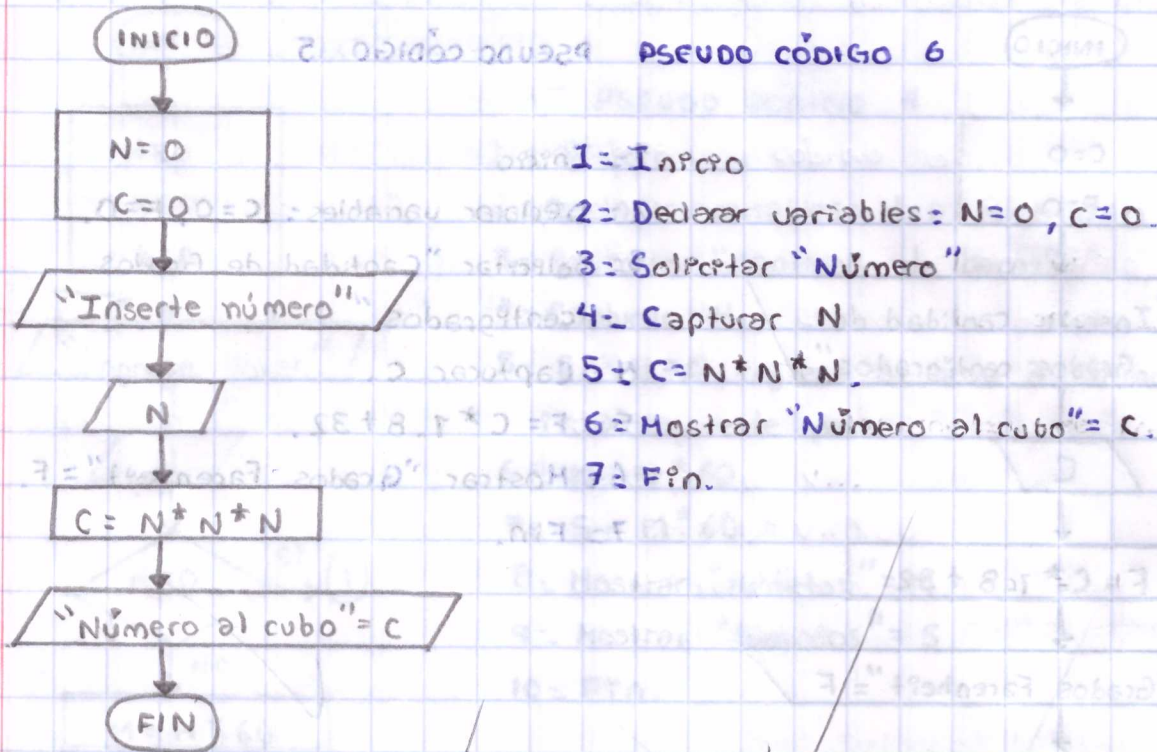 INICIO
N=0
C=0
"Inserte número"
N
C= N*N*N
"Número al cubo"= C
FIN
PSEUDO CÓDIGO 6
1= Inicio
2= Declarar variables= N=0, C=0.
3= Solicitar "Número"
4= Capturar N
5= C= N*N*N.
6= Mostrar "Número al cubo"= C.
7= Fin.